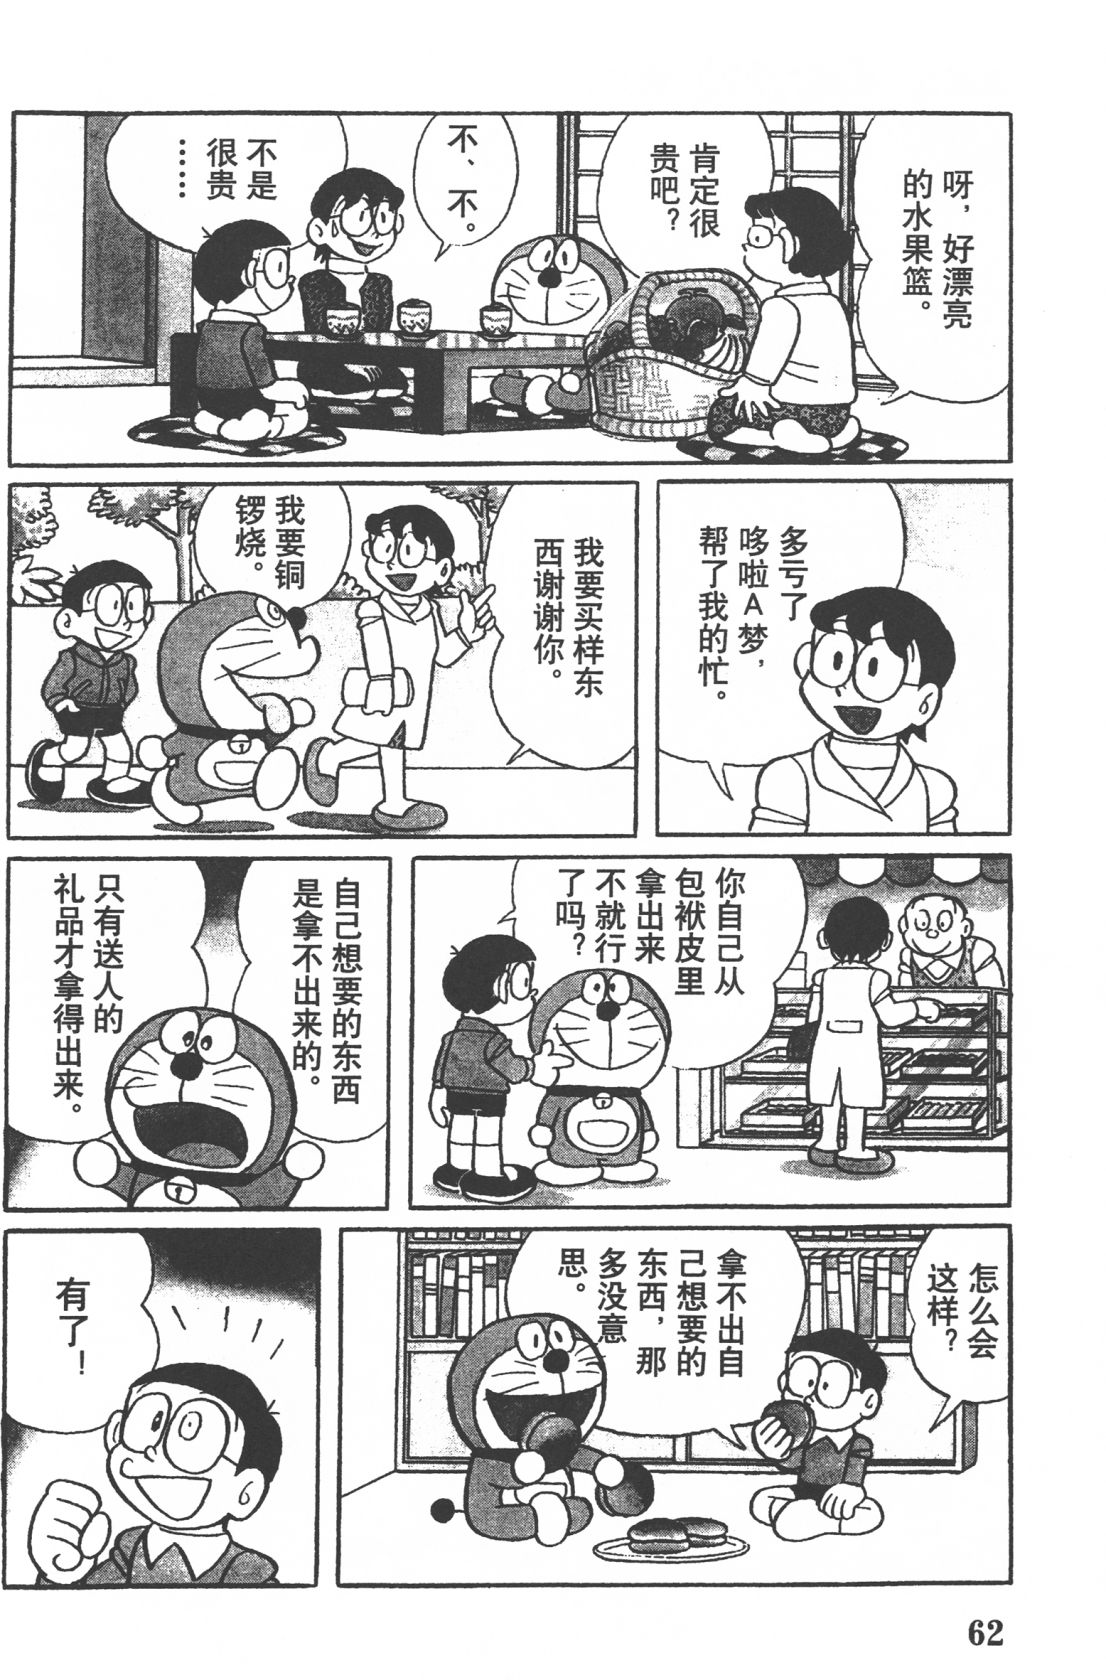 呀，好漂亮
的水果篮。
肯定很
贵吧？
不、不。
不是
很贵
……
多亏了
哆啦A梦，
帮了我的忙。
我要买样东
西谢谢你。
我要铜
锣烧。
你自己从
包袱皮里
拿出来
不就行
了吗？
自己想要的东西
是拿不出来的。
只有送人的
礼品才拿得出来。
怎么会
这样？
拿不出自
己想要的
东西，那
多没意
思。
有了！
62